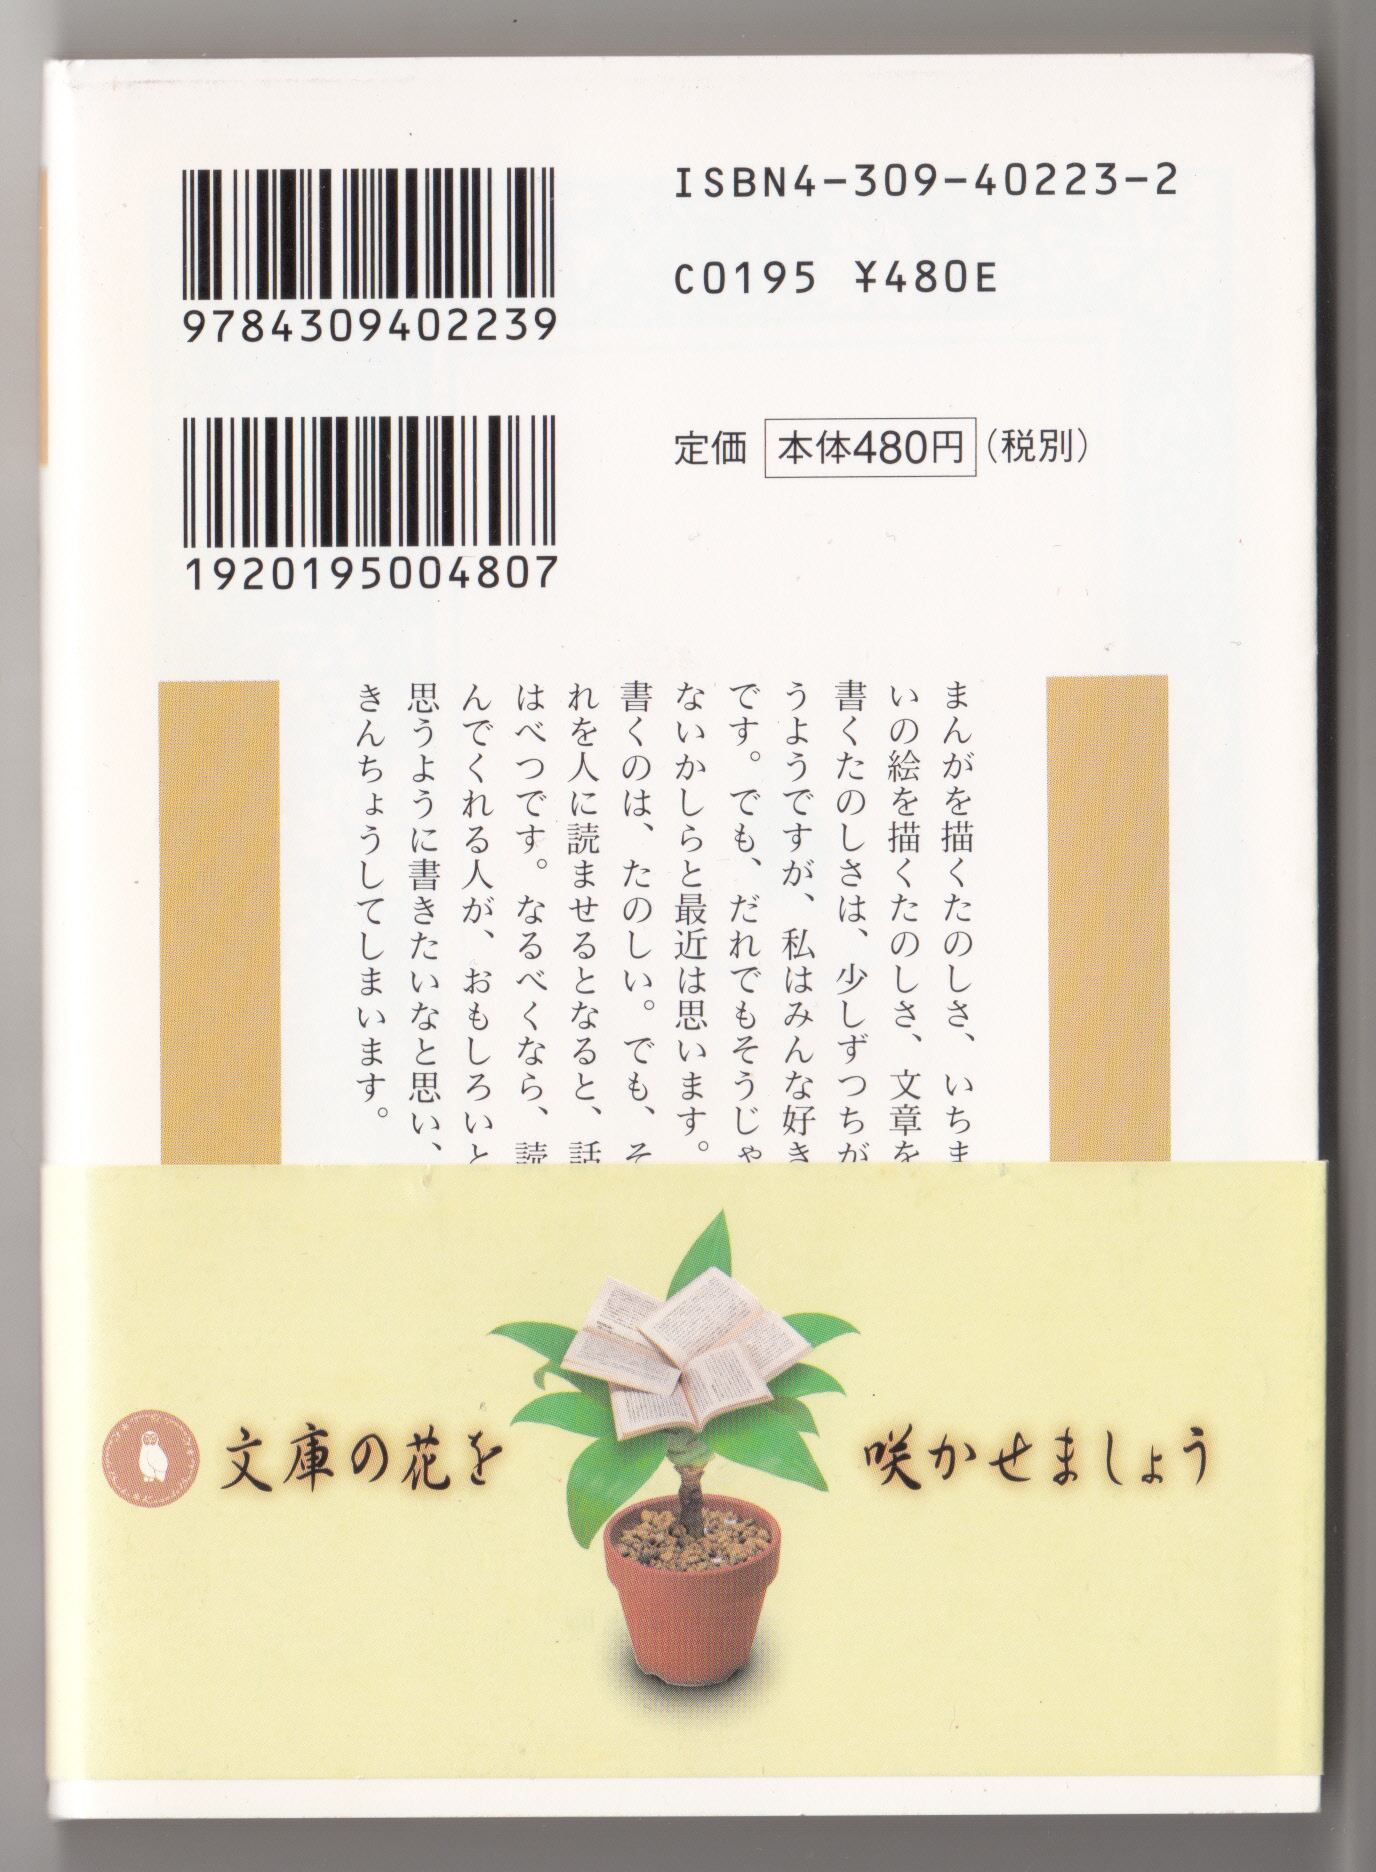 ISBN4-309-40223-2
C0195 ¥480E
9784309402239
定価 本体480円(税別)
1920195004807
まんがを描くたのしさ、いちま
いの絵を描くたのしさ、文章を
書くたのしさは、少しずつちが
うようですが、私はみんな好き
です。でも、だれでもそうじゃ
ないかしらと最近は思います。
書くのは、たのしい。でも、そ
れを人に読ませるとなると、話
はべつです。なるべくなら、読
んでくれる人が、おもしろいと
思うように書きたいなと思い、
きんちょうしてしまいます。
文庫の花を 咲かせましょう